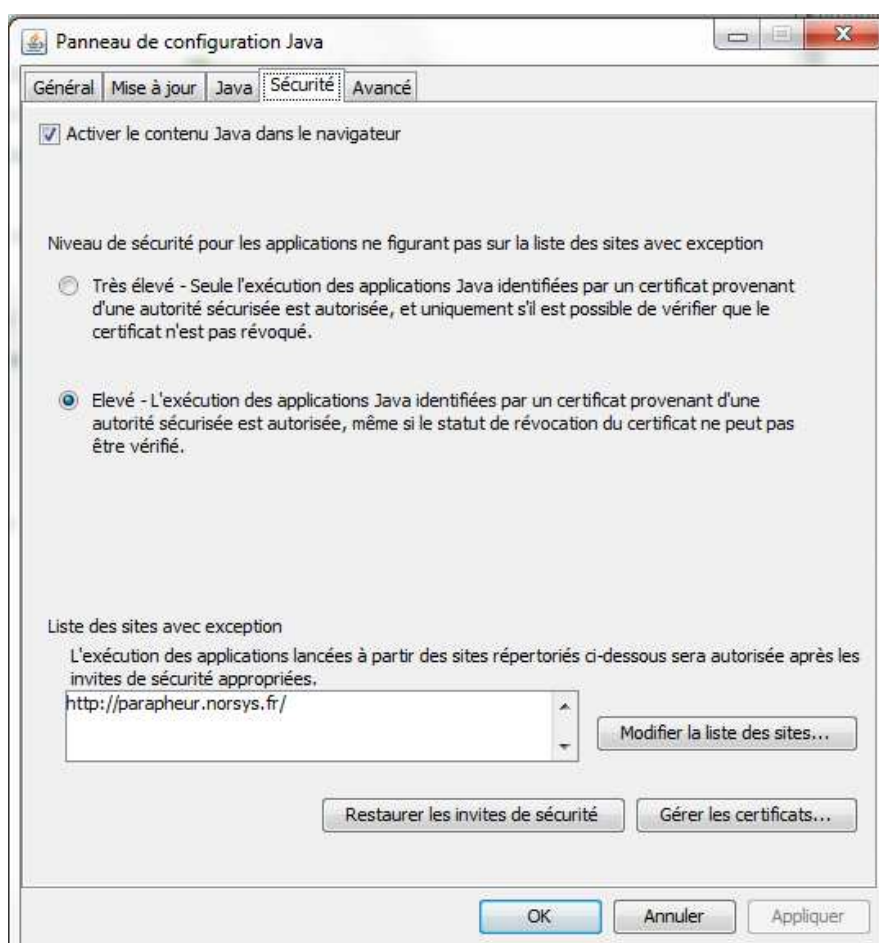 Panneau de configuration Java
Général Mise à jour Java Sécurité Avancé
Activer le contenu Java dans le navigateur
Niveau de sécurité pour les applications ne figurant pas sur la liste des sites avec exception
Très élevé - Seule l'exécution des applications Java identifiées par un certificat provenant
d'une autorité sécurisée est autorisée, et uniquement s'il est possible de vérifier que le
certificat n'est pas révoqué.
Elevé - L'exécution des applications Java identifiées par un certificat provenant d'une
autorité sécurisée est autorisée, même si le statut de révocation du certificat ne peut pas
être vérifié.
Liste des sites avec exception
L'exécution des applications lancées à partir des sites répertoriés ci-dessous sera autorisée après les
invites de sécurité appropriées.
http://parapheur.norsys.fr/
Modifier la liste des sites...
Restaurer les invites de sécurité Gérer les certificats...
OK Annuler Appliquer